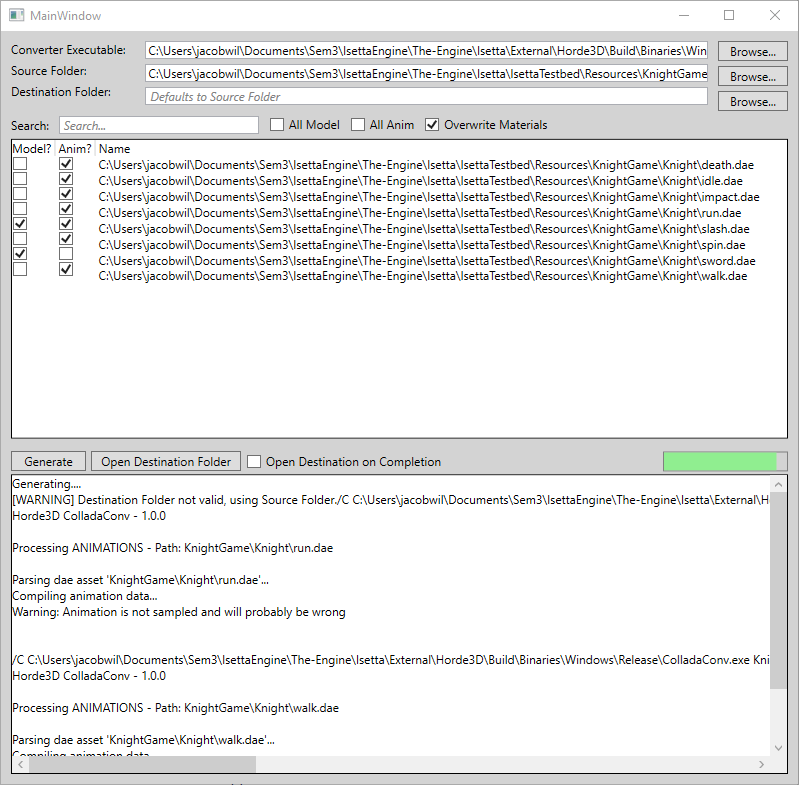 MainWindow
Converter Executable: C:\Users\jacobwil\Documents\Sem3\IsettaEngine\The-Engine\Isetta\External\Horde3D\Build\Binaries\Win Browse...
Source Folder: C:\Users\jacobwil\Documents\Sem3\IsettaEngine\The-Engine\Isetta\IsettaTestbed\Resources\KnightGame Browse...
Destination Folder: Defaults to Source Folder Browse...
Search: Search... All Model All Anim Overwrite Materials
Model? Anim? Name
C:\Users\jacobwil\Documents\Sem3\IsettaEngine\The-Engine\Isetta\IsettaTestbed\Resources\KnightGame\Knight\death.dae
C:\Users\jacobwil\Documents\Sem3\IsettaEngine\The-Engine\Isetta\IsettaTestbed\Resources\KnightGame\Knight\idle.dae
C:\Users\jacobwil\Documents\Sem3\IsettaEngine\The-Engine\Isetta\IsettaTestbed\Resources\KnightGame\Knight\impact.dae
C:\Users\jacobwil\Documents\Sem3\IsettaEngine\The-Engine\Isetta\IsettaTestbed\Resources\KnightGame\Knight\run.dae
C:\Users\jacobwil\Documents\Sem3\IsettaEngine\The-Engine\Isetta\IsettaTestbed\Resources\KnightGame\Knight\slash.dae
C:\Users\jacobwil\Documents\Sem3\IsettaEngine\The-Engine\Isetta\IsettaTestbed\Resources\KnightGame\Knight\spin.dae
C:\Users\jacobwil\Documents\Sem3\IsettaEngine\The-Engine\Isetta\IsettaTestbed\Resources\KnightGame\Knight\sword.dae
C:\Users\jacobwil\Documents\Sem3\IsettaEngine\The-Engine\Isetta\IsettaTestbed\Resources\KnightGame\Knight\walk.dae
Generate Open Destination Folder Open Destination on Completion
Generating....
[WARNING] Destination Folder not valid, using Source Folder./C C:\Users\jacobwil\Documents\Sem3\IsettaEngine\The-Engine\Isetta\External\H
Horde3D ColladaConv - 1.0.0
Processing ANIMATIONS - Path: KnightGame\Knight\run.dae
Parsing dae asset 'KnightGame\Knight\run.dae'...
Compiling animation data...
Warning: Animation is not sampled and will probably be wrong
/C C:\Users\jacobwil\Documents\Sem3\IsettaEngine\The-Engine\Isetta\External\Horde3D\Build\Binaries\Windows\Release\ColladaConv.exe Kni
Horde3D ColladaConv - 1.0.0
Processing ANIMATIONS - Path: KnightGame\Knight\walk.dae
Parsing dae asset 'KnightGame\Knight\walk.dae'...
Compiling animation data